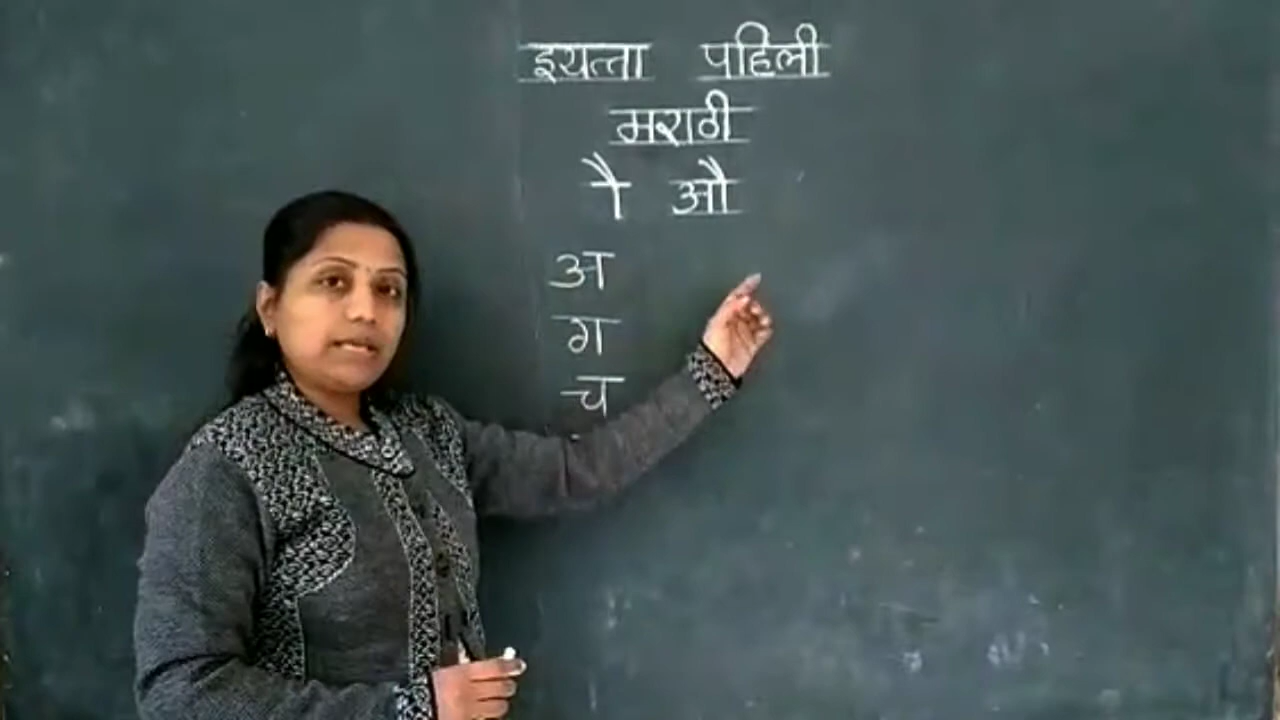 इयत्ता पहिली
मराठी
ौ औ
अ
ग
च